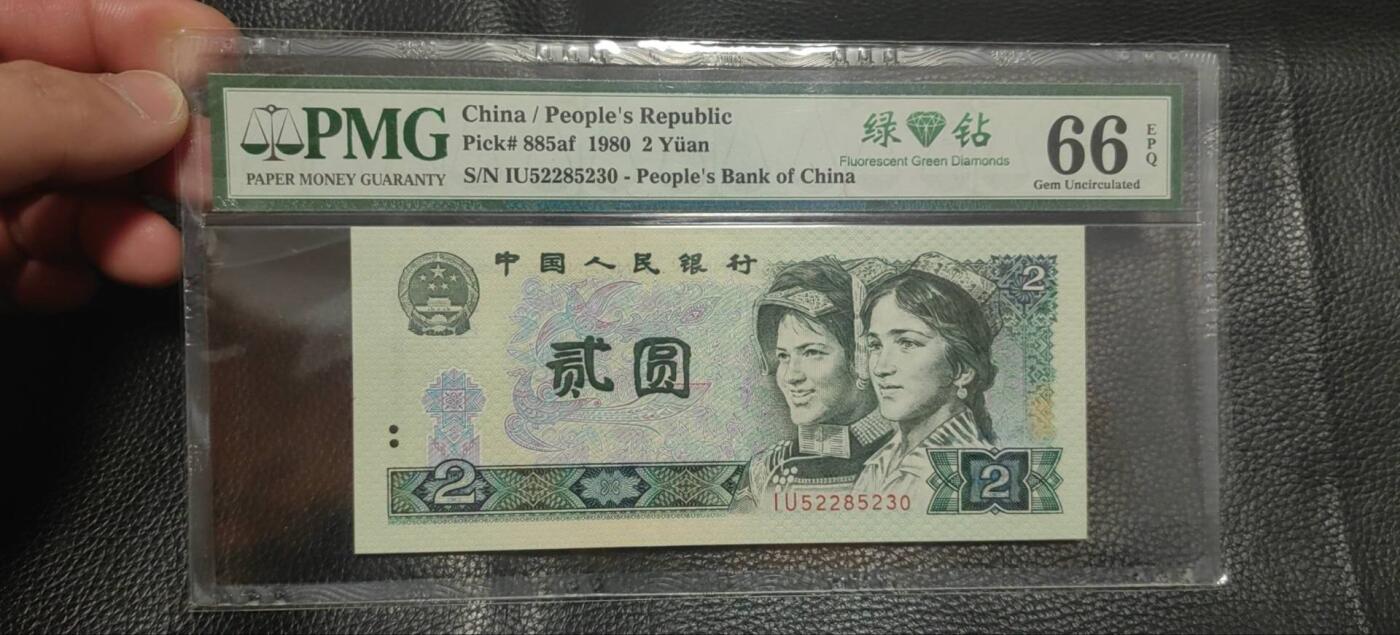 PMG
PAPER MONEY GUARANTY
China / People's Republic
Pick# 885af 1980 2 Yüan
S/N IU52285230 - People's Bank of China
绿 钻
Fluorescent Green Diamonds
66
EPQ
Gem Uncirculated
中国人民银行
2
贰圆
2
IU52285230
2